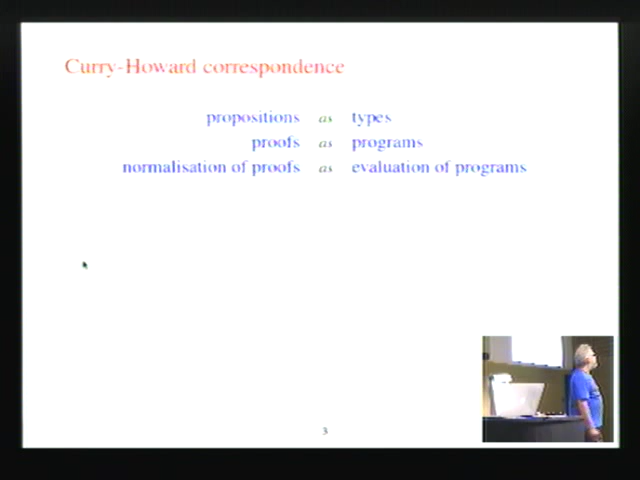 Curry-Howard correspondence
propositions as types
proofs as programs
normalisation of proofs as evaluation of programs
3